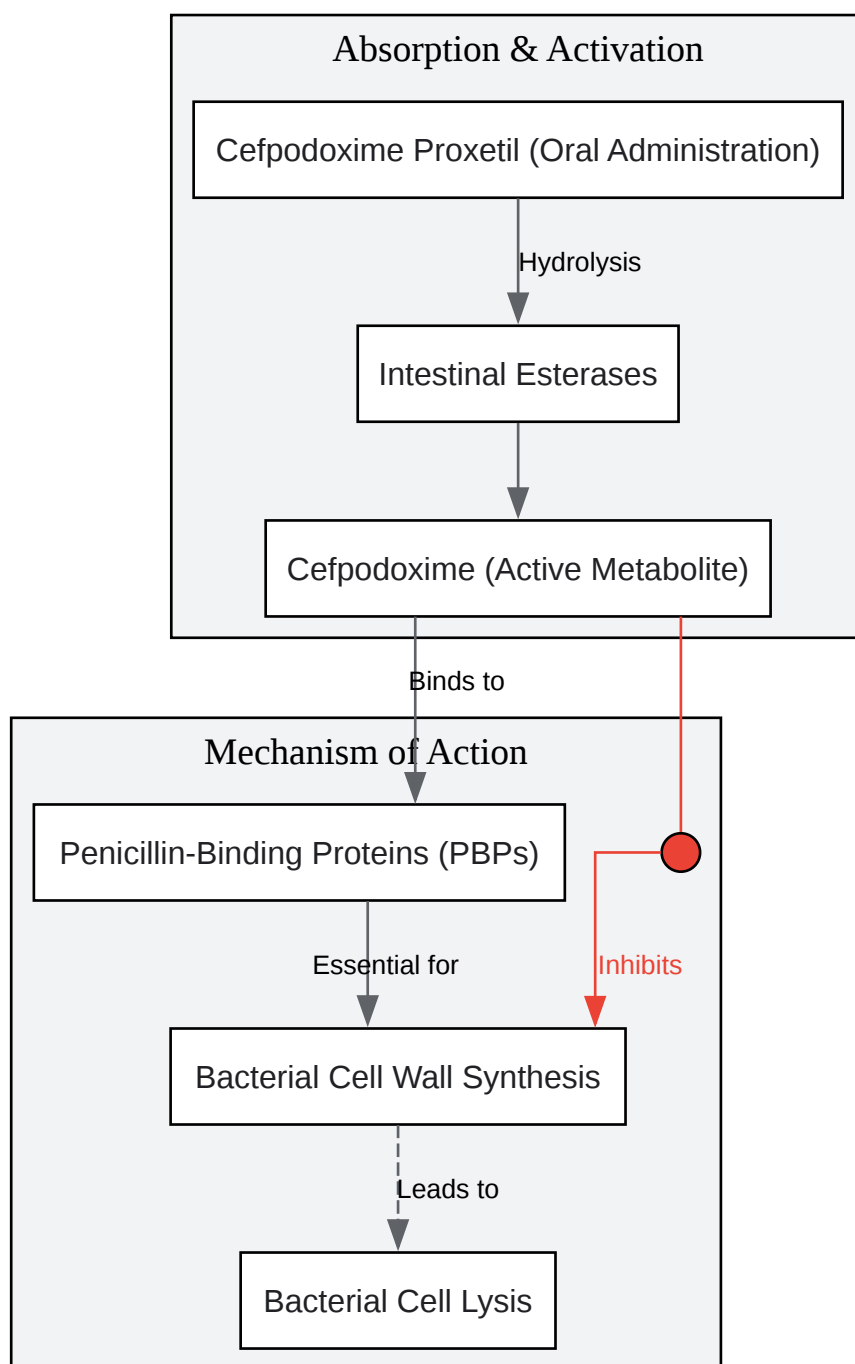 Absorption & Activation
Cefpodoxime Proxetil (Oral Administration)
Hydrolysis
Intestinal Esterases
Cefpodoxime (Active Metabolite)
Binds to
Mechanism of Action
Penicillin-Binding Proteins (PBPs)
Essential for
Inhibits
Bacterial Cell Wall Synthesis
Leads to
Bacterial Cell Lysis